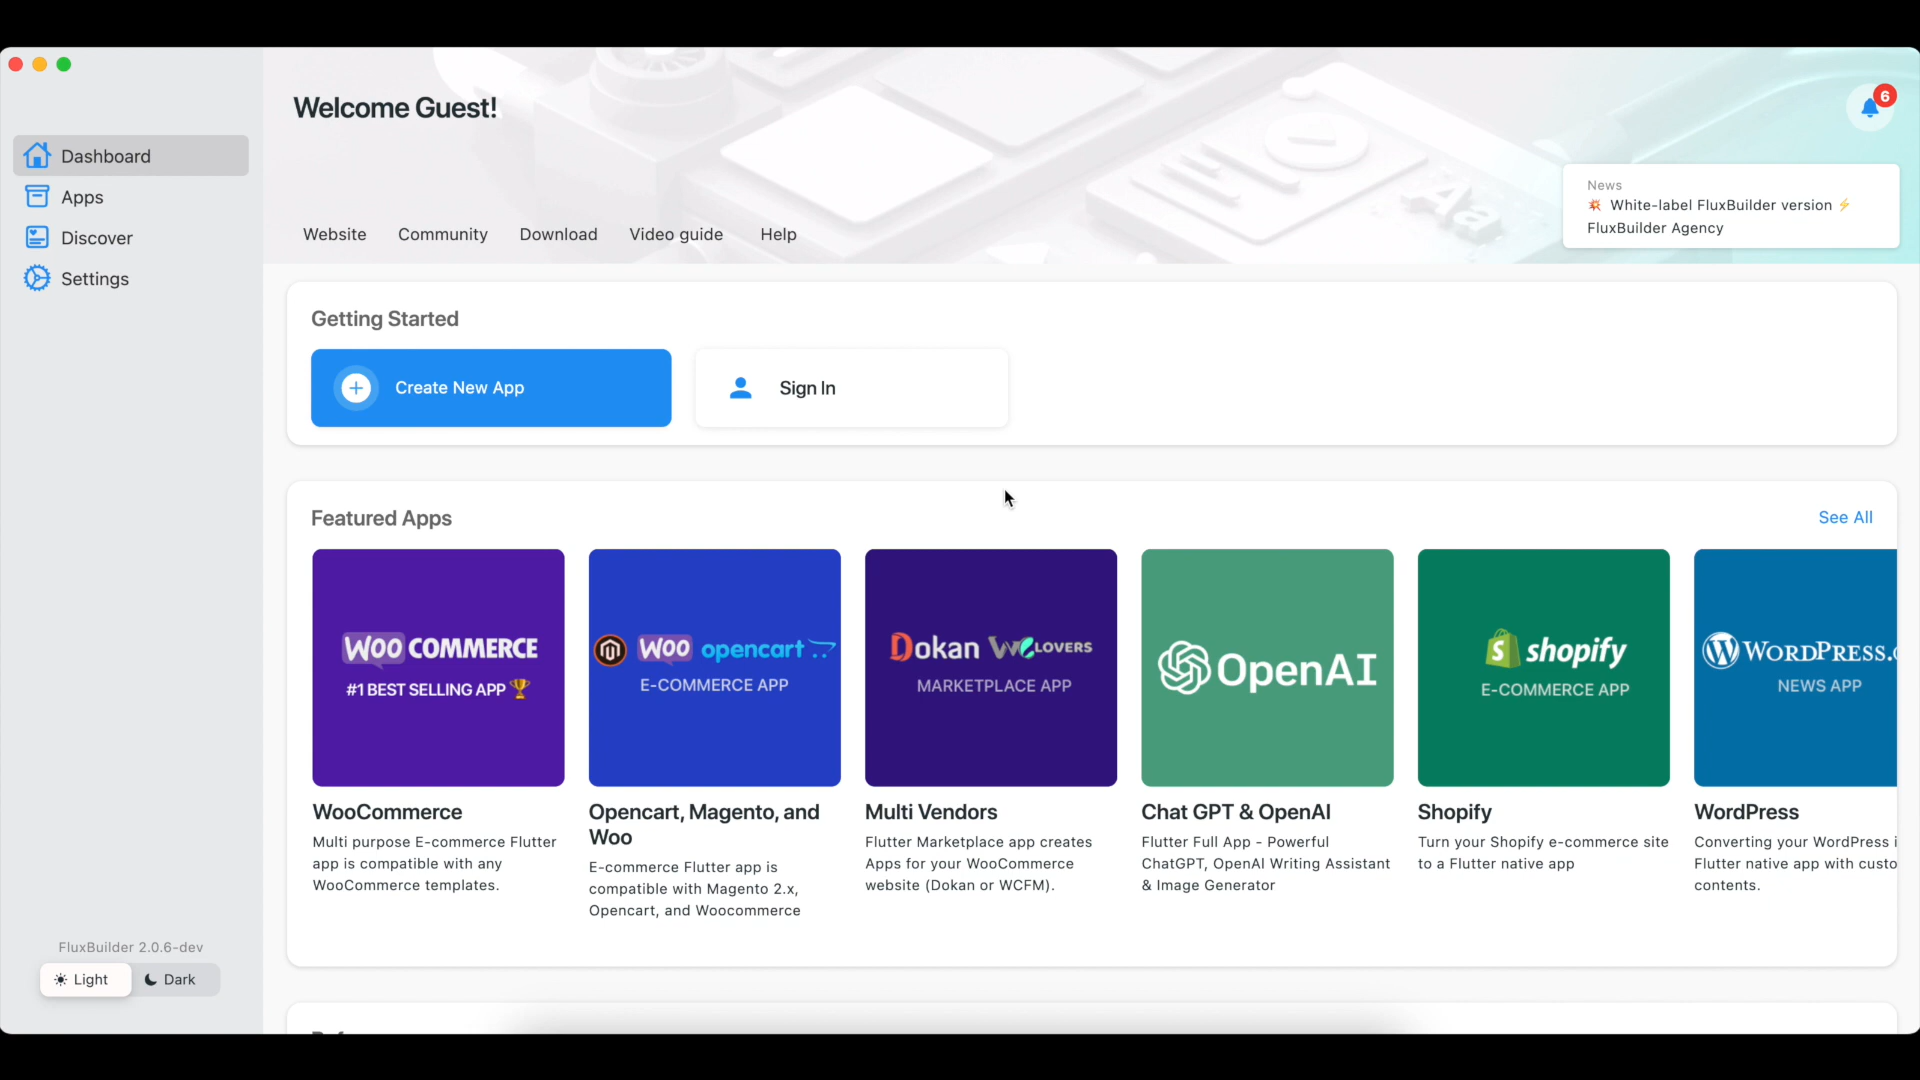 Welcome Guest!
6
Dashboard
Apps
Discover
Settings
Website
Community
Download
Video guide
Help
News
💥 White-label FluxBuilder version ⚡
FluxBuilder Agency
Getting Started
Create New App
Sign In
Featured Apps
See All
WOO COMMERCE
#1 BEST SELLING APP 🏆
WOO opencart
E-COMMERCE APP
Dokan WC LOVERS
MARKETPLACE APP
OpenAI
shopify
E-COMMERCE APP
WORDPRESS.
NEWS APP
Aa
WooCommerce
Multi purpose E-commerce Flutter
app is compatible with any
WooCommerce templates.
Opencart, Magento, and
Woo
E-commerce Flutter app is
compatible with Magento 2.x,
Opencart, and Woocommerce
Multi Vendors
Flutter Marketplace app creates
Apps for your WooCommerce
website (Dokan or WCFM).
Chat GPT & OpenAI
Flutter Full App - Powerful
ChatGPT, OpenAI Writing Assistant
& Image Generator
Shopify
Turn your Shopify e-commerce site
to a Flutter native app
WordPress
Converting your WordPress
Flutter native app with custo
contents.
FluxBuilder 2.0.6-dev
Light
Dark